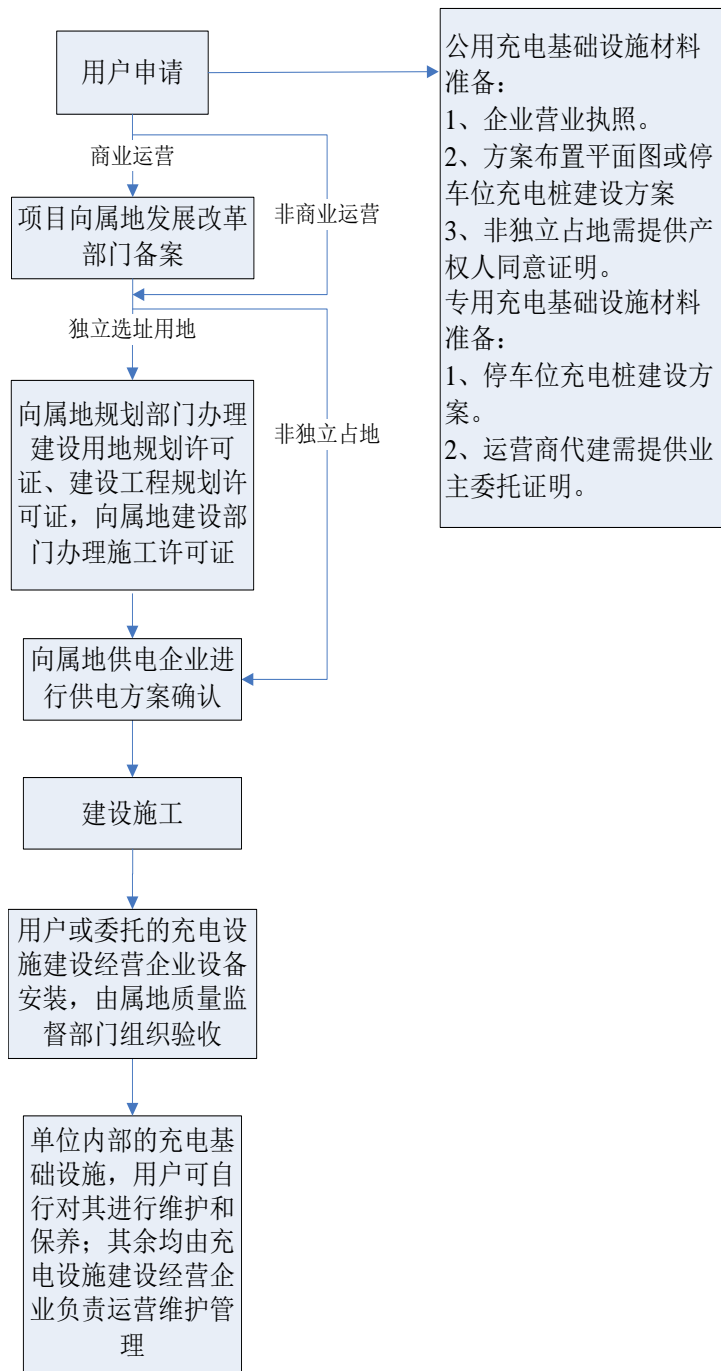 用户申请
商业运营
非商业运营
项目向属地发展改革
部门备案
独立选址用地
非独立占地
向属地规划部门办理
建设用地规划许可
证、建设工程规划许
可证，向属地建设部
门办理施工许可证
向属地供电企业进
行供电方案确认
建设施工
用户或委托的充电设
施建设经营企业设备
安装，由属地质量监
督部门组织验收
单位内部的充电基
础设施，用户可自
行对其进行维护和
保养；其余均由充
电设施建设经营企
业负责运营维护管
理
公用充电基础设施材料
准备：
1、企业营业执照。
2、方案布置平面图或停
车位充电桩建设方案
3、非独立占地需提供产
权人同意证明。
专用充电基础设施材料
准备：
1、停车位充电桩建设方
案。
2、运营商代建需提供业
主委托证明。